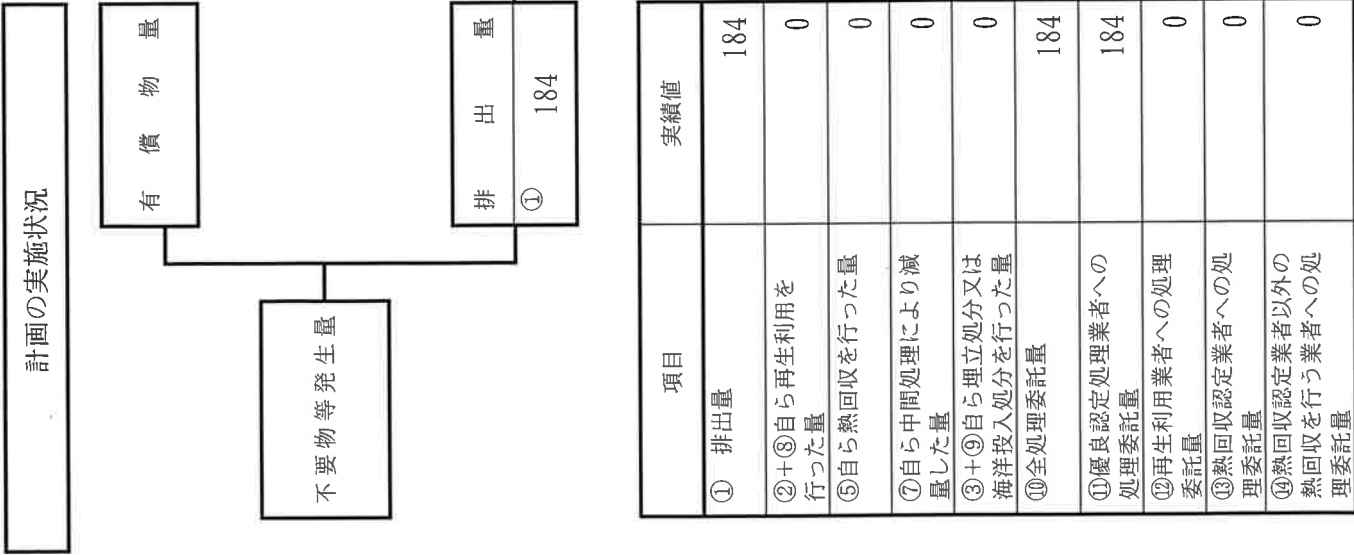 計画の実施状況
有償物量
不要物等発生量
排出量
①
184
項目 実績値
① 排出量 184
②+⑧自ら再生利用を
行った量 0
⑤自ら熱回収を行った量 0
⑦自ら中間処理により減
量した量 0
③+⑨自ら埋立処分又は
海洋投入処分を行った量 0
⑩全処理委託量 184
⑪優良認定処理業者への
処理委託量 184
⑫再生利用業者への処理
委託量 0
⑬熱回収認定業者への処
理委託量 0
⑭熱回収認定業者以外の
熱回収を行う業者への処
理委託量 0